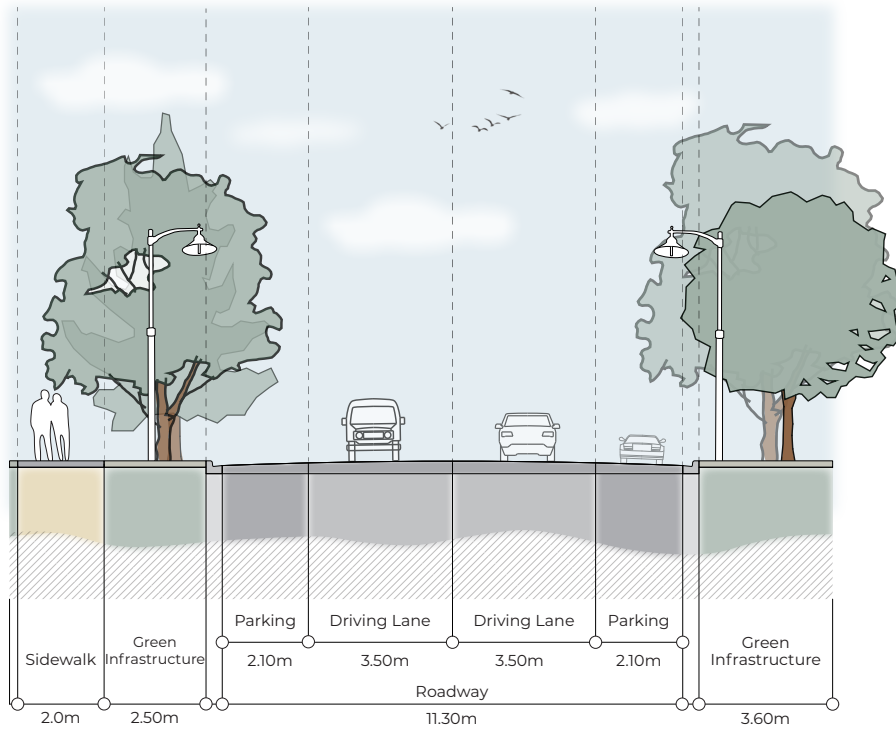 Parking
Driving Lane
Driving Lane
Parking
Sidewalk
Green
Infrastructure
Green
Infrastructure
2.10m
3.50m
3.50m
2.10m
Roadway
2.0m
2.50m
11.30m
3.60m